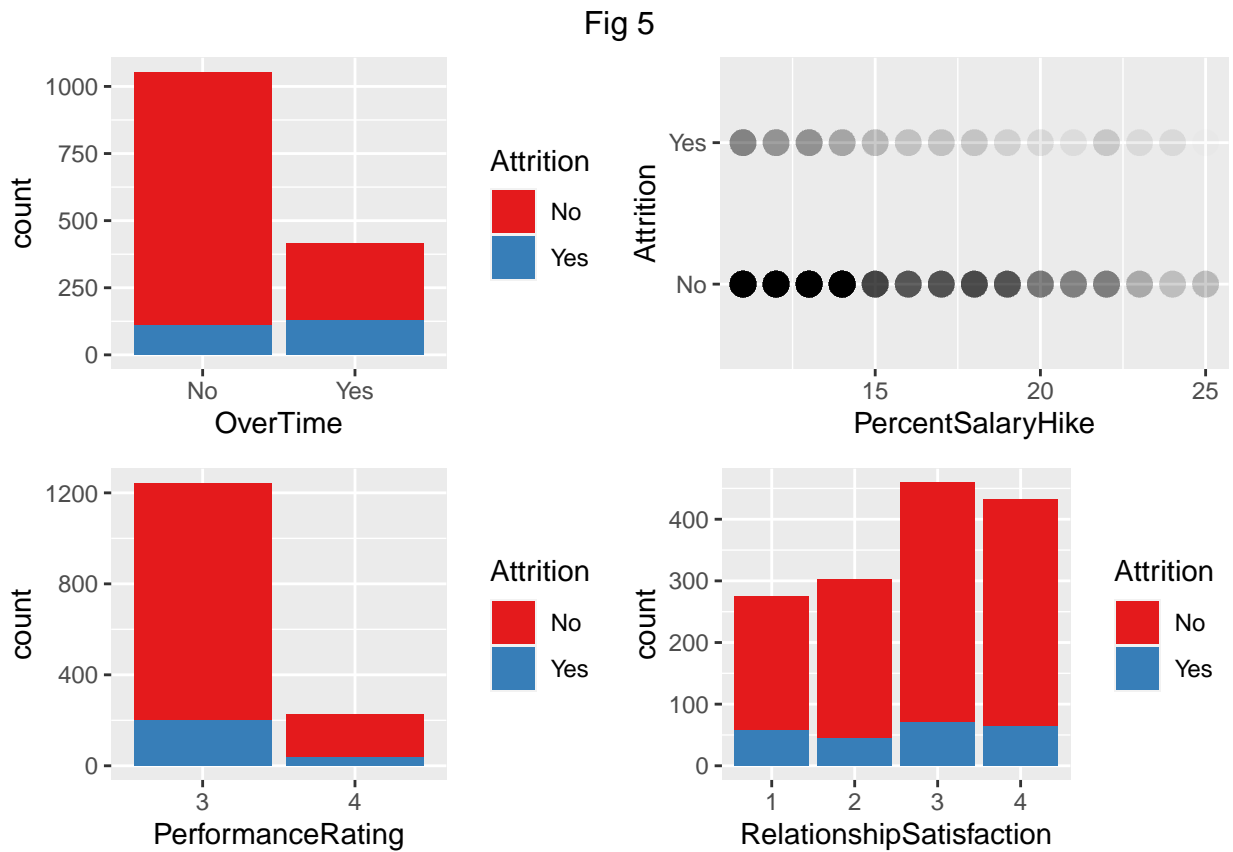 Fig 5
1000
750
500
250
0
count
No
Yes
OverTime
Attrition
No
Yes
Yes
No
Attrition
15
20
25
PercentSalaryHike
1200
800
400
0
count
3
4
PerformanceRating
Attrition
No
Yes
400
300
200
100
0
count
1
2
3
4
RelationshipSatisfaction
Attrition
No
Yes